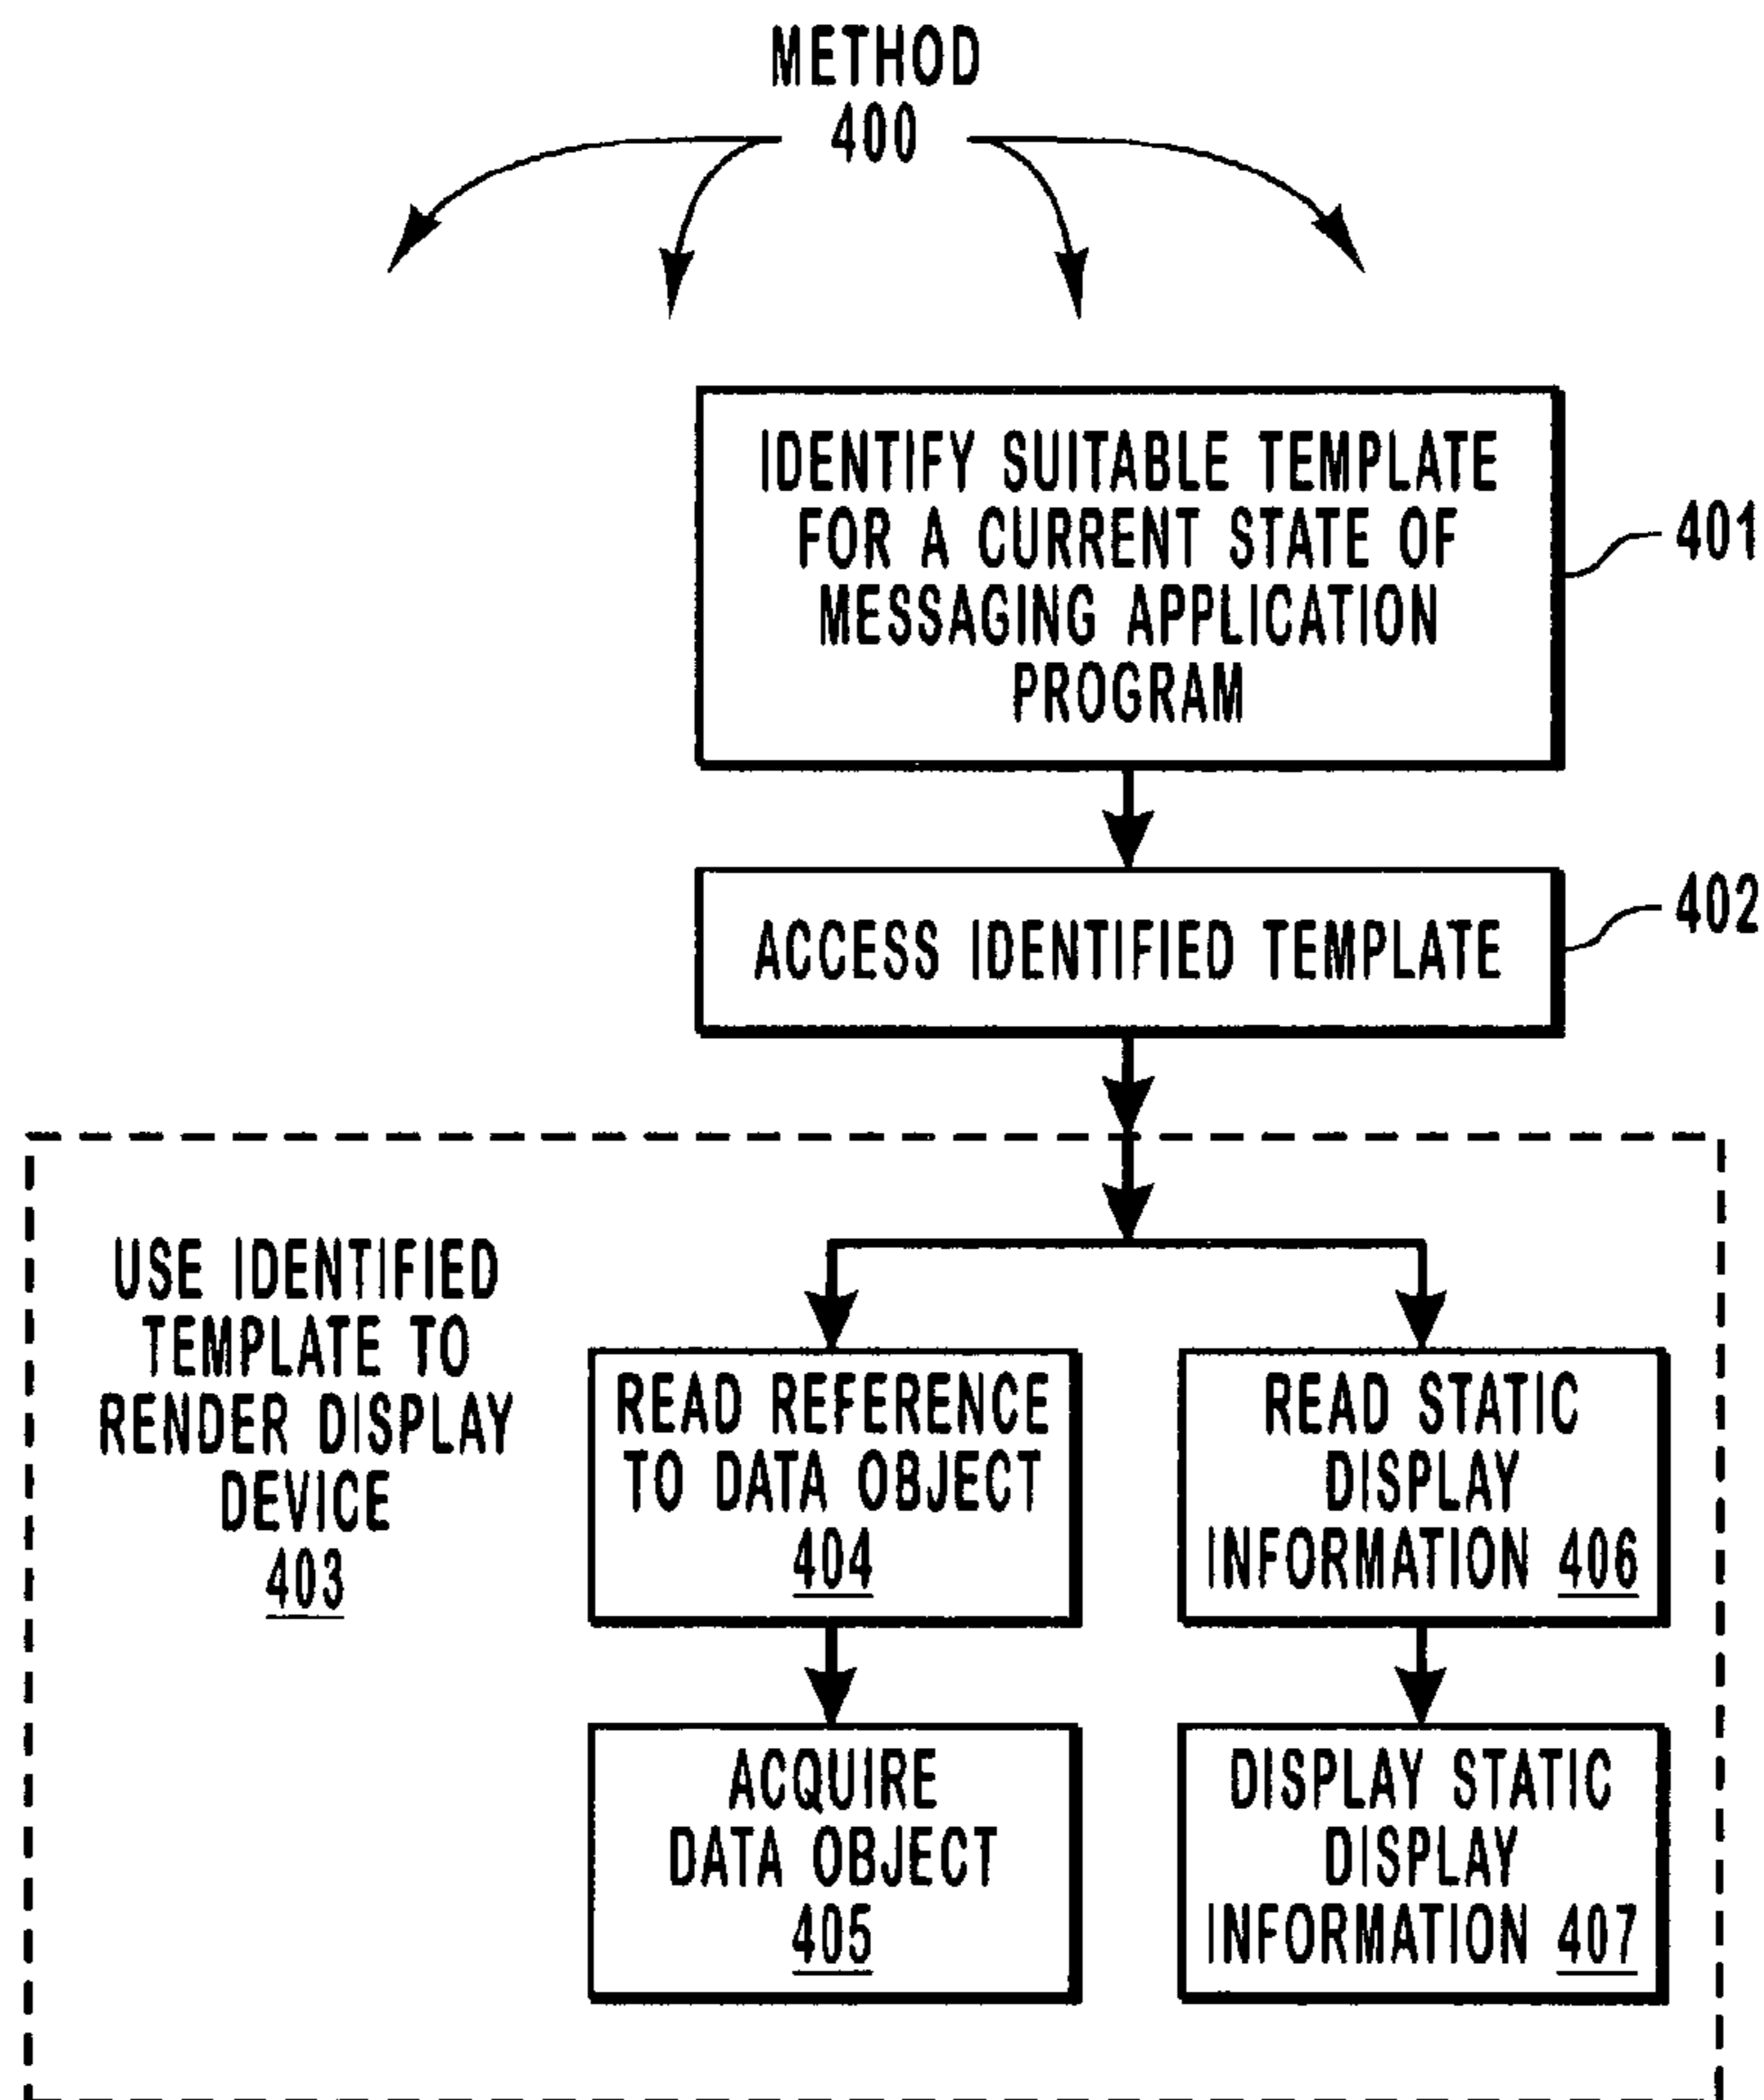 METHOD
400
IDENTIFY SUITABLE TEMPLATE
FOR A CURRENT STATE OF
MESSAGING APPLICATION
PROGRAM
401
ACCESS IDENTIFIED TEMPLATE
402
USE IDENTIFIED
TEMPLATE TO
RENDER DISPLAY
DEVICE
403
READ REFERENCE
TO DATA OBJECT
404
READ STATIC
DISPLAY
INFORMATION 406
ACQUIRE
DATA OBJECT
405
DISPLAY STATIC
DISPLAY
INFORMATION 407